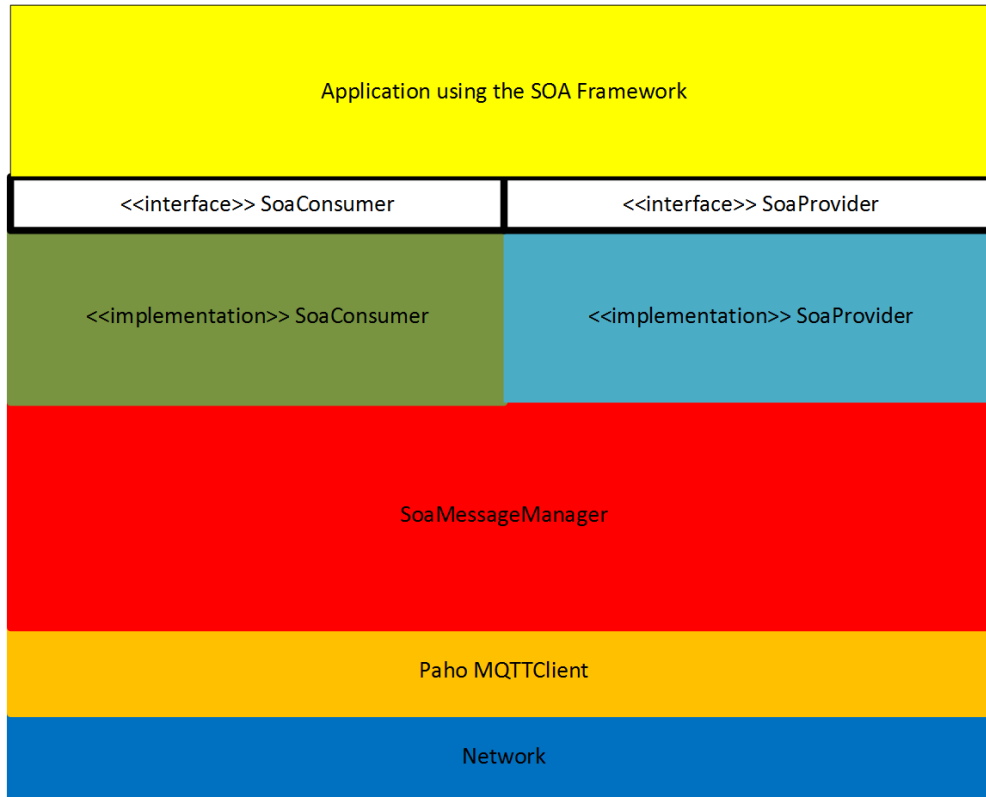 Application using the SOA Framework
<<interface>> SoaConsumer
<<interface>> SoaProvider
<<implementation>> SoaConsumer
<<implementation>> SoaProvider
SoaMessageManager
Paho MQTTClient
Network